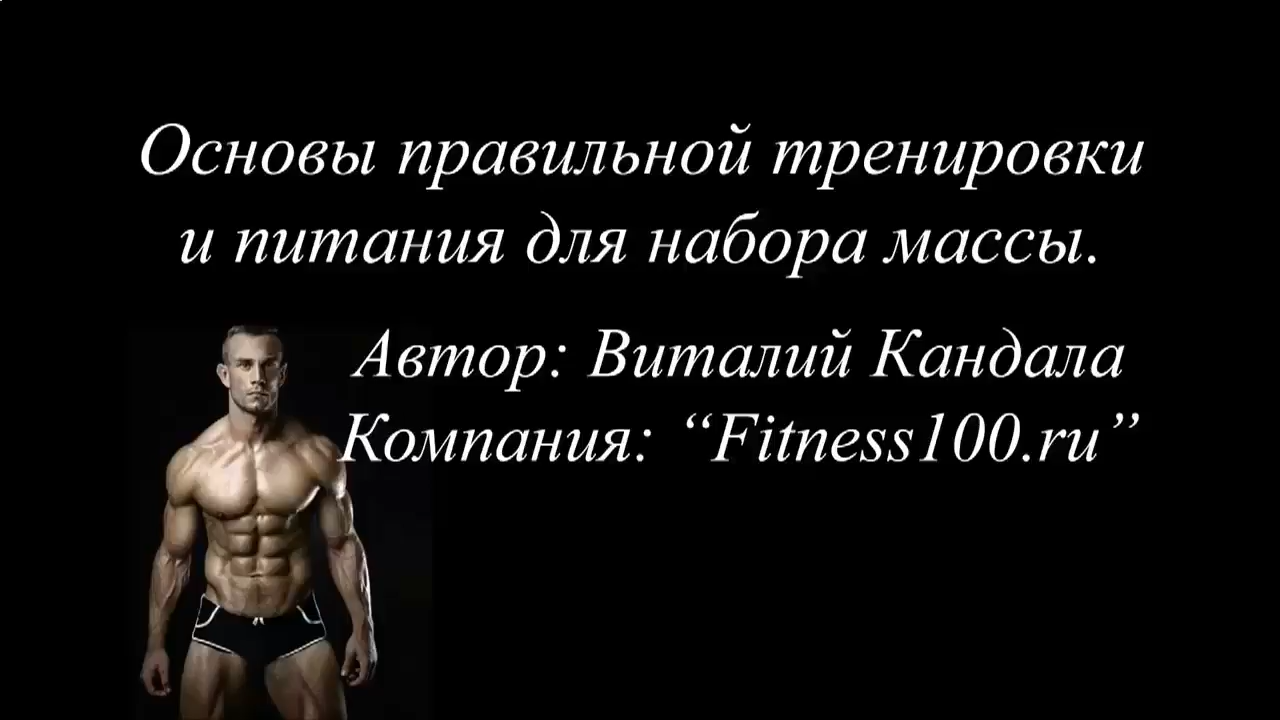 Основы правильной тренировки
и питания для набора массы.
Автор: Виталий Кандала
Компания: “Fitness100.ru”